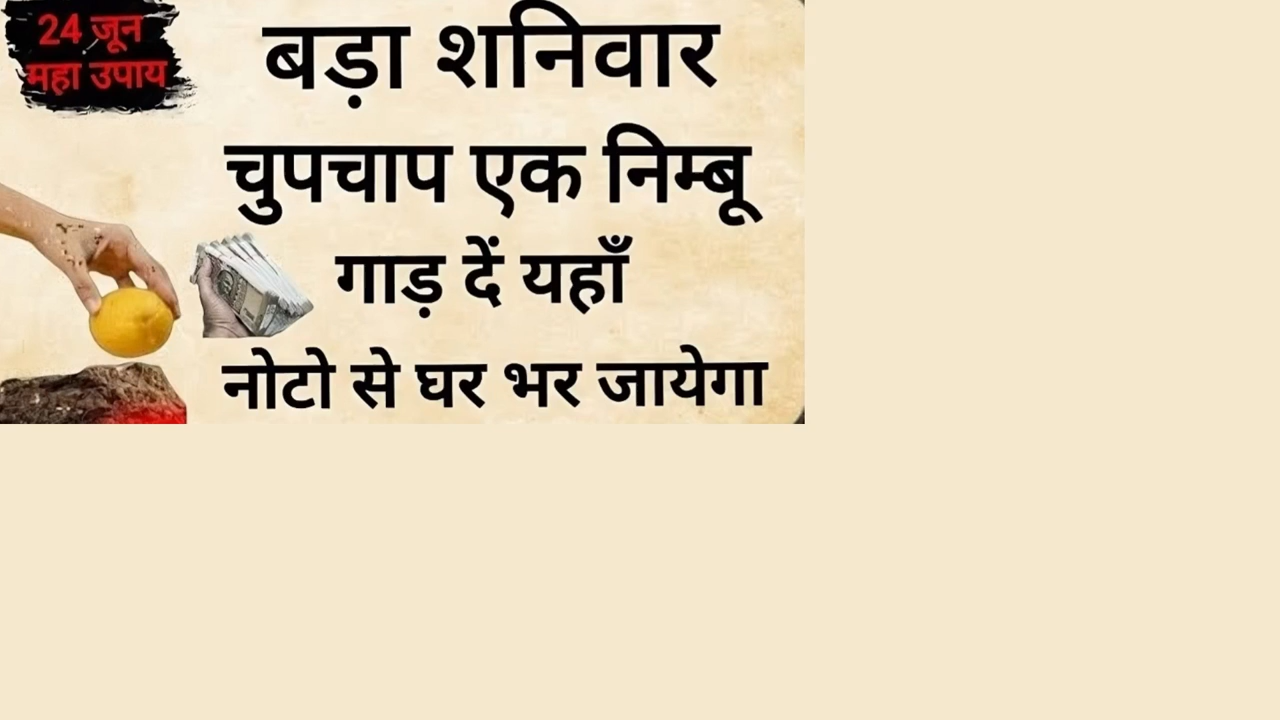 24 जून
महा उपाय
बड़ा शनिवार
चुपचाप एक निम्बू
गाड़ दें यहाँ
नोटो से घर भर जायेगा